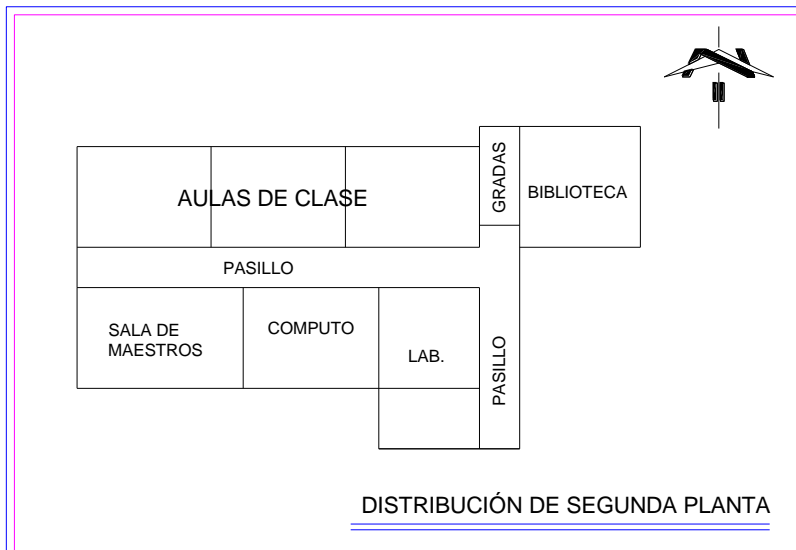 GRADAS
BIBLIOTECA
AULAS DE CLASE
PASILLO
SALA DE
MAESTROS
COMPUTO
LAB.
PASILLO
DISTRIBUCIÓN DE SEGUNDA PLANTA